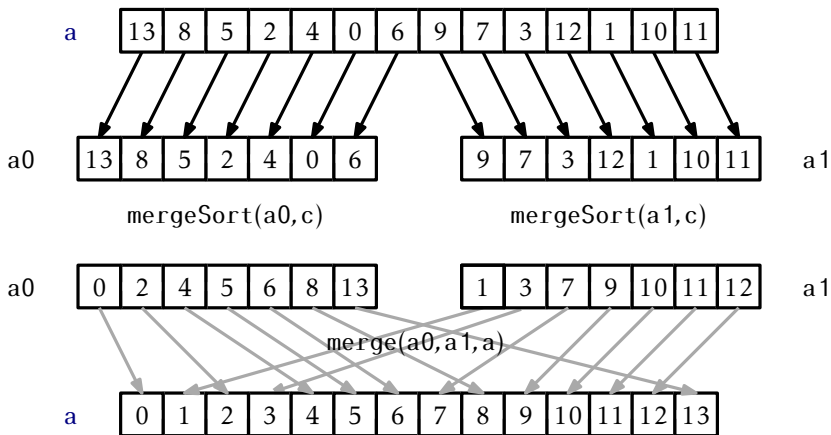 a 13 8 5 2 4 0 6 9 7 3 12 1 10 11
a0 13 8 5 2 4 0 6 9 7 3 12 1 10 11 a1
mergeSort(a0,c) mergeSort(a1,c)
a0 0 2 4 5 6 8 13 1 3 7 9 10 11 12 a1
merge(a0,a1,a)
a 0 1 2 3 4 5 6 7 8 9 10 11 12 13